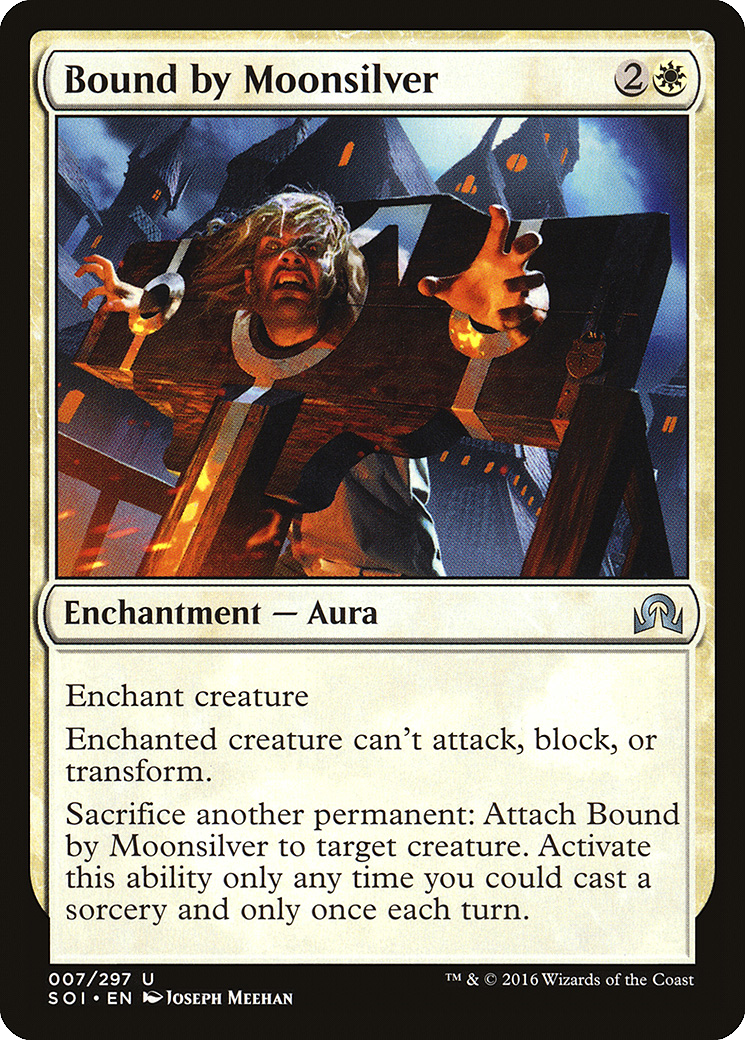 Bound by Moonsilver 2
Enchantment — Aura
Enchant creature
Enchanted creature can't attack, block, or
transform.
Sacrifice another permanent: Attach Bound
by Moonsilver to target creature. Activate
this ability only any time you could cast a
sorcery and only once each turn.
007/297 U ™ & © 2016 Wizards of the Coast
SOI • EN Joseph Meehan